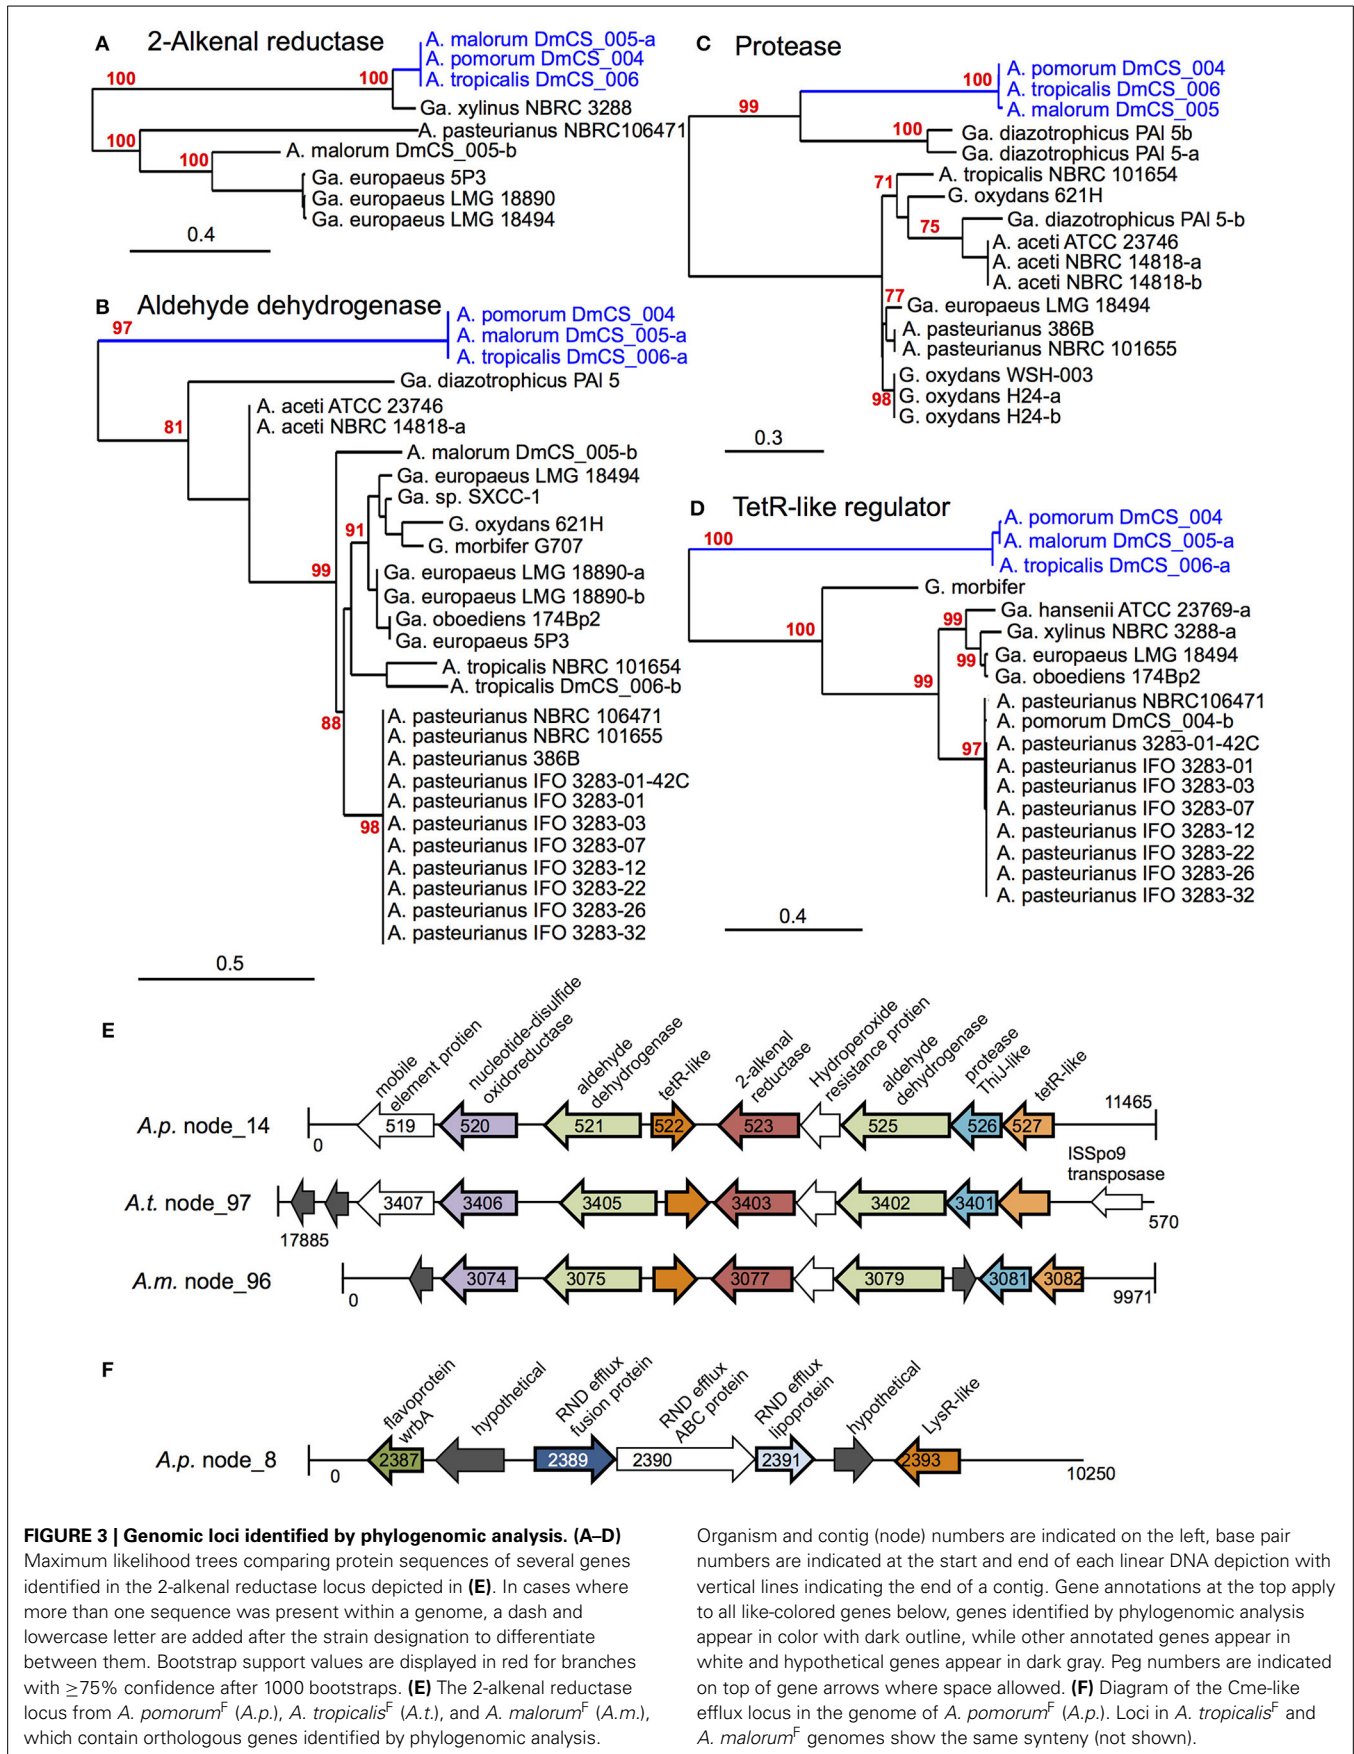 A 2-Alkenal reductase
A. malorum DmCS_005-a
A. pomorum DmCS_004
A. tropicalis DmCS_006
100
100
Ga. xylinus NBRC 3288
A. pasteurianus NBRC106471
100
A. malorum DmCS_005-b
100
Ga. europaeus 5P3
Ga. europaeus LMG 18890
Ga. europaeus LMG 18494
0.4
B Aldehyde dehydrogenase
A. pomorum DmCS_004
97
A. malorum DmCS_005-a
A. tropicalis DmCS_006-a
Ga. diazotrophicus PAl 5
A. aceti ATCC 23746
81
A. aceti NBRC 14818-a
A. malorum DmCS_005-b
Ga. europaeus LMG 18494
Ga. sp. SXCC-1
91
G. oxydans 621H
G. morbifer G707
99
Ga. europaeus LMG 18890-a
Ga. europaeus LMG 18890-b
Ga. oboediens 174Bp2
Ga. europaeus 5P3
A. tropicalis NBRC 101654
A. tropicalis DmCS_006-b
88
A. pasteurianus NBRC 106471
A. pasteurianus NBRC 101655
A. pasteurianus 386B
A. pasteurianus IFO 3283-01-42C
A. pasteurianus IFO 3283-01
98
A. pasteurianus IFO 3283-03
A. pasteurianus IFO 3283-07
A. pasteurianus IFO 3283-12
A. pasteurianus IFO 3283-22
A. pasteurianus IFO 3283-26
A. pasteurianus IFO 3283-32
0.5
C Protease
A. pomorum DmCS_004
100
A. tropicalis DmCS_006
99
A. malorum DmCS_005
100
Ga. diazotrophicus PAl 5b
Ga. diazotrophicus PAl 5-a
71
A. tropicalis NBRC 101654
G. oxydans 621H
75
Ga. diazotrophicus PAl 5-b
A. aceti ATCC 23746
A. aceti NBRC 14818-a
A. aceti NBRC 14818-b
77
Ga. europaeus LMG 18494
A. pasteurianus 386B
A. pasteurianus NBRC 101655
G. oxydans WSH-003
98
G. oxydans H24-a
G. oxydans H24-b
0.3
D TetR-like regulator
A. pomorum DmCS_004
100
A. malorum DmCS_005-a
A. tropicalis DmCS_006-a
G. morbifer
100
99
Ga. hansenii ATCC 23769-a
Ga. xylinus NBRC 3288-a
99
Ga. europaeus LMG 18494
Ga. oboediens 174Bp2
99
A. pasteurianus NBRC106471
A. pomorum DmCS_004-b
97
A. pasteurianus 3283-01-42C
A. pasteurianus IFO 3283-01
A. pasteurianus IFO 3283-03
A. pasteurianus IFO 3283-07
A. pasteurianus IFO 3283-12
A. pasteurianus IFO 3283-22
A. pasteurianus IFO 3283-26
A. pasteurianus IFO 3283-32
0.4
E
mobile
element protien
nucleotide-disulfide
oxidoreductase
aldehyde
dehydrogenase
tetR-like
2-alkenal
reductase
Hydroperoxide
resistance protien
aldehyde
dehydrogenase
protease
ThiJ-like
tetR-like
A.p. node_14
0 519 520 521 522 523 525 526 527 11465
ISSpo9
transposase
A.t. node_97
17885 3407 3406 3405 3403 3402 3401 570
A.m. node_96
0 3074 3075 3077 3079 3081 3082 9971
F
flavoprotein
wrbA
hypothetical
RND efflux
fusion protein
RND efflux
ABC protein
RND efflux
lipoprotein
hypothetical
LysR-like
A.p. node_8
0 2387 2389 2390 2391 2393 10250
FIGURE 3 | Genomic loci identified by phylogenomic analysis. (A–D)
Maximum likelihood trees comparing protein sequences of several genes
identified in the 2-alkenal reductase locus depicted in (E). In cases where
more than one sequence was present within a genome, a dash and
lowercase letter are added after the strain designation to differentiate
between them. Bootstrap support values are displayed in red for branches
with ≥75% confidence after 1000 bootstraps. (E) The 2-alkenal reductase
locus from A. pomorumF (A.p.), A. tropicalisF (A.t.), and A. malorumF (A.m.),
which contain orthologous genes identified by phylogenomic analysis.
Organism and contig (node) numbers are indicated on the left, base pair
numbers are indicated at the start and end of each linear DNA depiction with
vertical lines indicating the end of a contig. Gene annotations at the top apply
to all like-colored genes below, genes identified by phylogenomic analysis
appear in color with dark outline, while other annotated genes appear in
white and hypothetical genes appear in dark gray. Peg numbers are indicated
on top of gene arrows where space allowed. (F) Diagram of the Cme-like
efflux locus in the genome of A. pomorumF (A.p.). Loci in A. tropicalisF and
A. malorumF genomes show the same synteny (not shown).